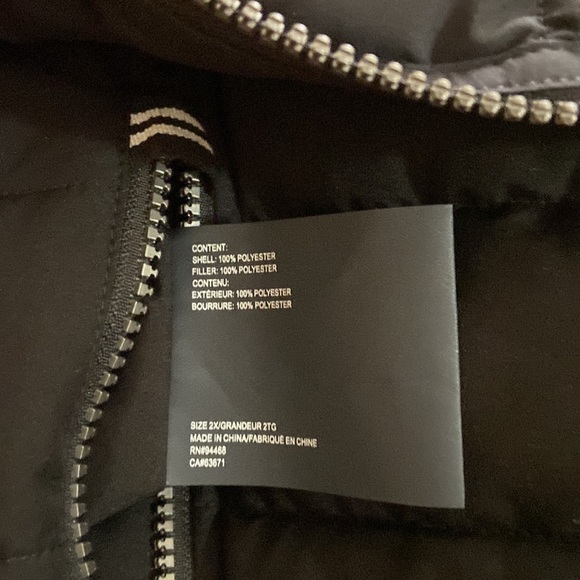 CONTENT:
SHELL: 100% POLYESTER
FILLER: 100% POLYESTER
CONTENU:
EXTÉRIEUR: 100% POLYESTER
BOURRURE: 100% POLYESTER
SIZE 2X/GRANDEUR 2TG
MADE IN CHINA/FABRIQUÉ EN CHINE
RN#94468
CA#63671